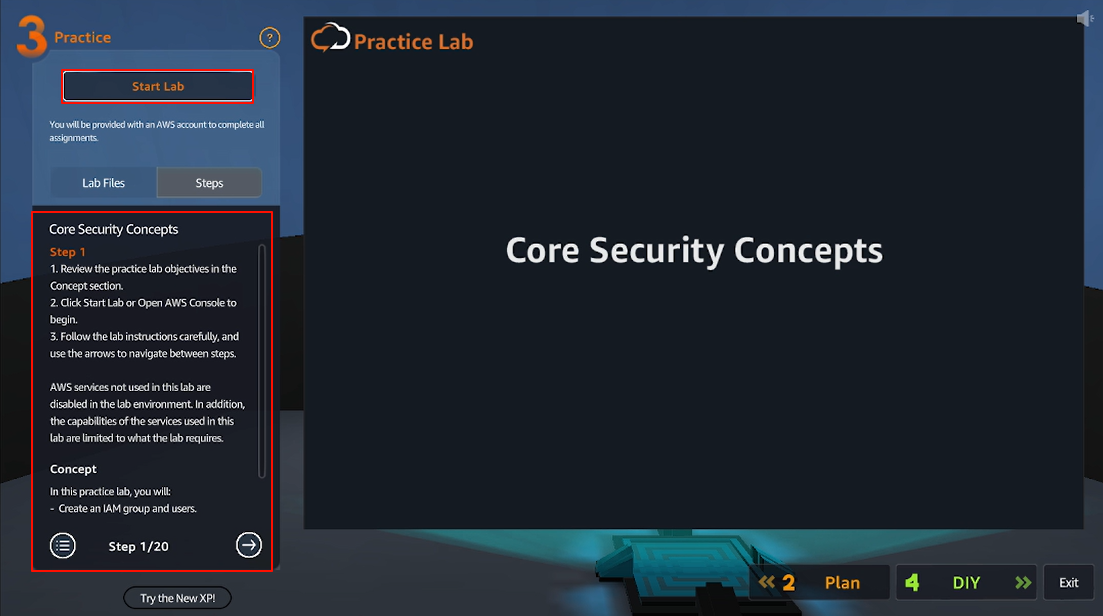 3 Practice
?
Start Lab
You will be provided with an AWS account to complete all
assignments.
Lab Files
Steps
Core Security Concepts
Step 1
1. Review the practice lab objectives in the
Concept section.
2. Click Start Lab or Open AWS Console to
begin.
3. Follow the lab instructions carefully, and
use the arrows to navigate between steps.
AWS services not used in this lab are
disabled in the lab environment. In addition,
the capabilities of the services used in this
lab are limited to what the lab requires.
Concept
In this practice lab, you will:
- Create an IAM group and users.
Step 1/20
Try the New XP!
Practice Lab
Core Security Concepts
2 Plan
4 DIY
Exit